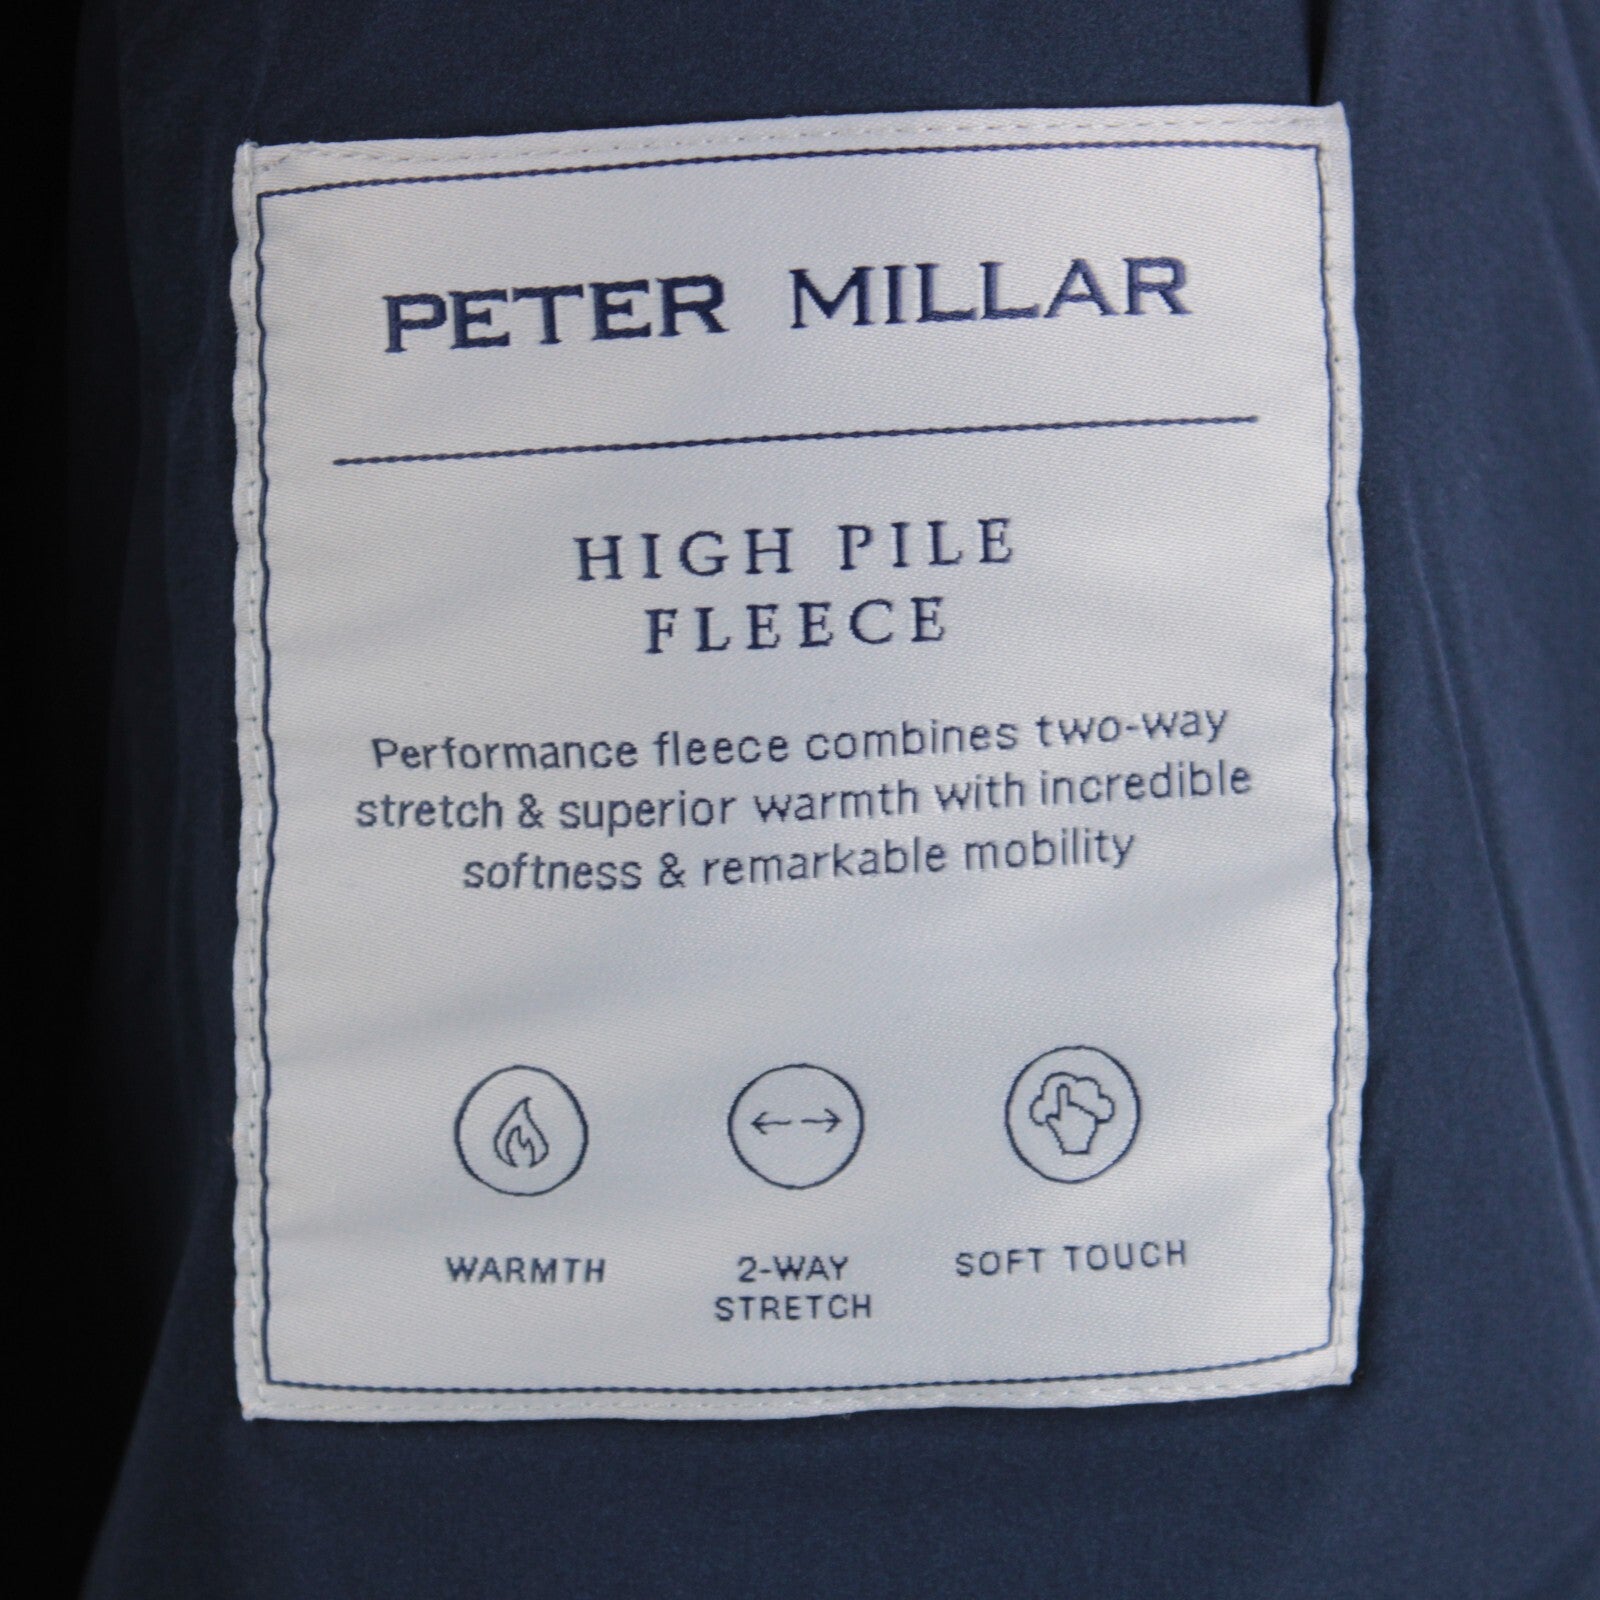 PETER MILLAR
HIGH PILE
FLEECE
Performance fleece combines two-way
stretch & superior warmth with incredible
softness & remarkable mobility
WARMTH
2-WAY
STRETCH
SOFT TOUCH